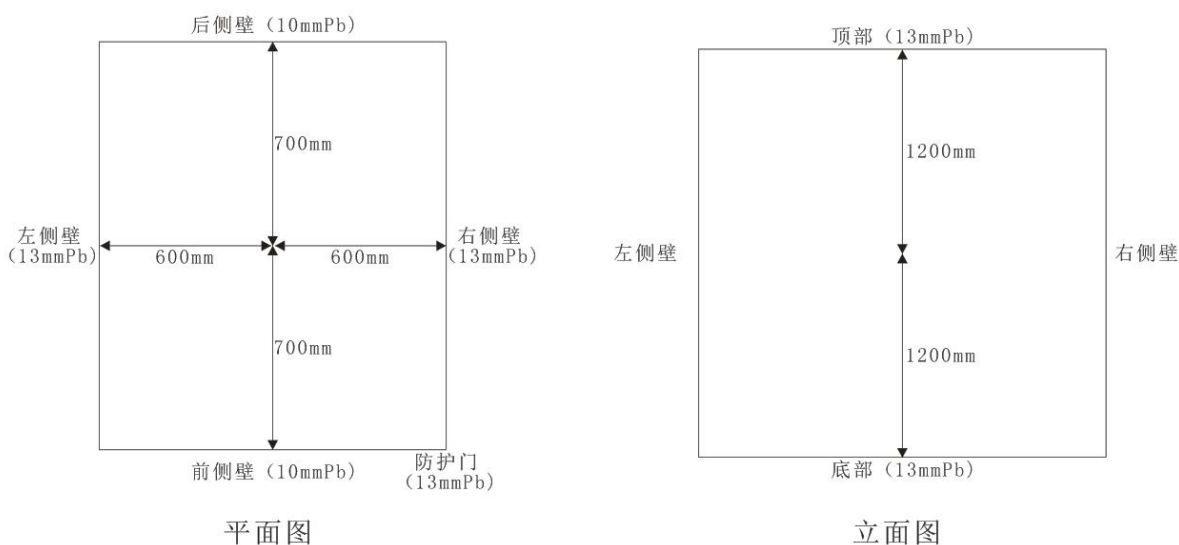 后侧壁（10mmPb）
700mm
左侧壁
(13mmPb)
600mm
600mm
右侧壁
(13mmPb)
700mm
前侧壁（10mmPb）
防护门
(13mmPb)
平面图
顶部（13mmPb）
1200mm
左侧壁
右侧壁
1200mm
底部（13mmPb）
立面图